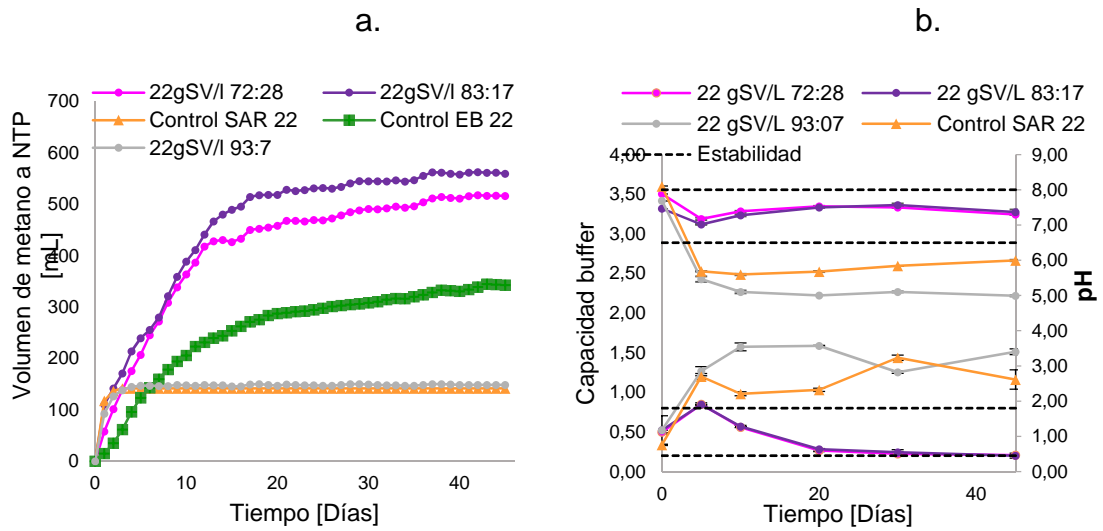 a.
22gSV/l 72:28
22gSV/l 83:17
Control SAR 22
Control EB 22
22gSV/l 93:7
700
600
500
400
300
200
100
0
Volumen de metano a NTP
[mL]
0
10
20
30
40
Tiempo [Días]
b.
22 gSV/L 72:28
22 gSV/L 83:17
22 gSV/L 93:07
Control SAR 22
Estabilidad
4,00
3,50
3,00
2,50
2,00
1,50
1,00
0,50
0,00
Capacidad buffer
9,00
8,00
7,00
6,00
5,00
4,00
3,00
2,00
1,00
0,00
pH
0
20
40
Tiempo [Días]